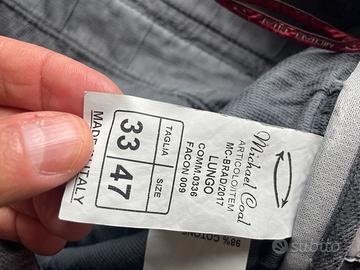 Michael Coal
ARTICOLO/ITEM
MC-BRAD/2017
LUNGO
COMM.0336
FACON 009
TAGLIA
SIZE
33
47
MADE IN ITALY
98% COTONE
subito